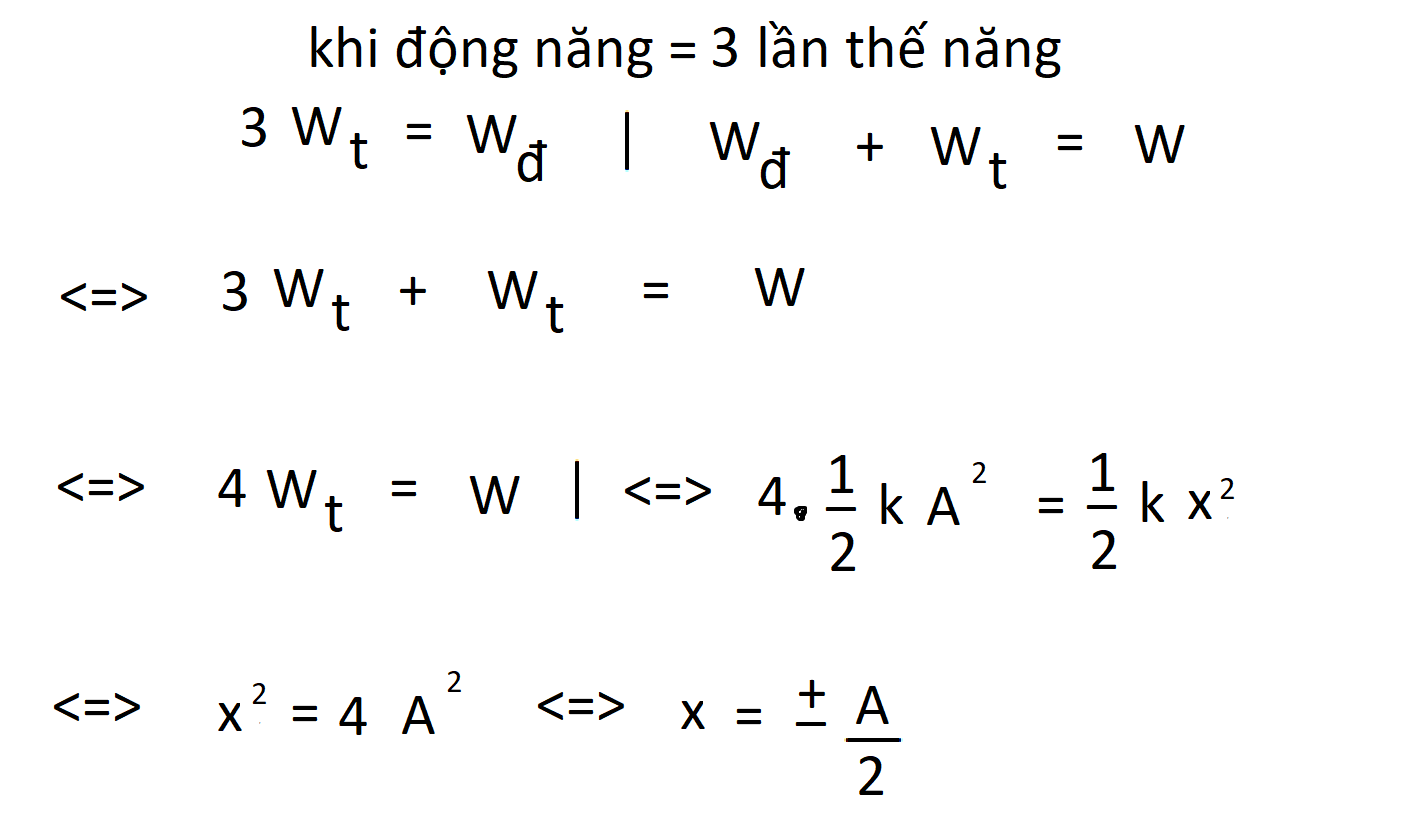 khi động năng = 3 lần thế năng
3 Wt = Wđ | Wđ + Wt = W
<=> 3 Wt + Wt = W
<=> 4 Wt = W | <=> 4. 1/2 k A² = 1/2 k x²
<=> x² = 4 A² <=> x = ± A/2